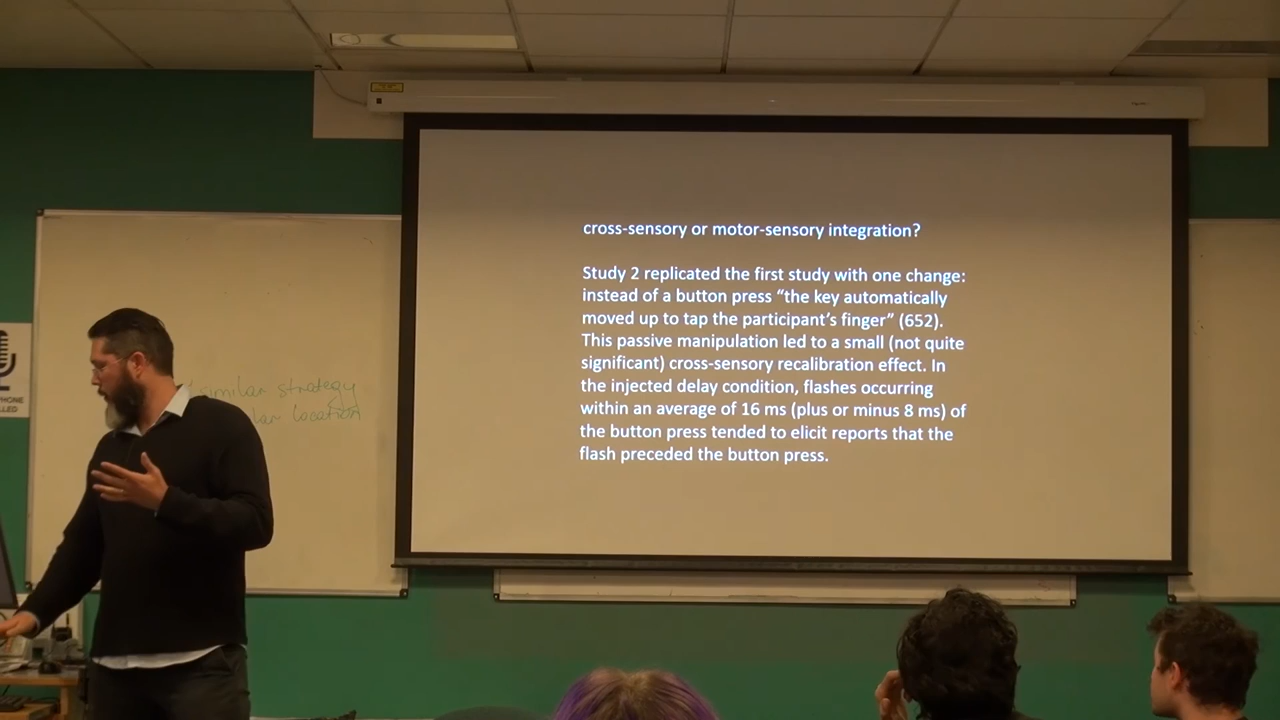 cross-sensory or motor-sensory integration?
Study 2 replicated the first study with one change:
instead of a button press “the key automatically
moved up to tap the participant’s finger” (652).
This passive manipulation led to a small (not quite
significant) cross-sensory recalibration effect. In
the injected delay condition, flashes occurring
within an average of 16 ms (plus or minus 8 ms) of
the button press tended to elicit reports that the
flash preceded the button press.
similar strategy
lar location
PHONE
LLED